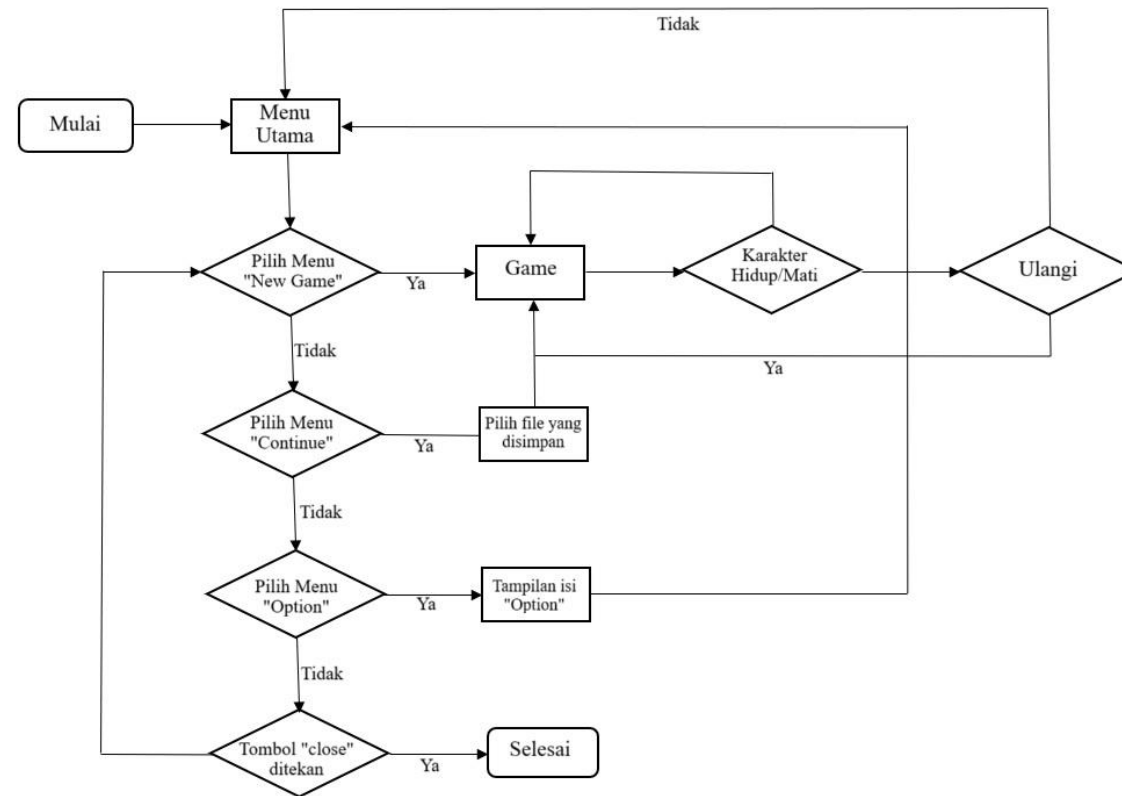 Tidak
Mulai
Menu
Utama
Pilih Menu
"New Game"
Ya
Game
Karakter
Hidup/Mati
Ulangi
Tidak
Ya
Pilih Menu
"Continue"
Ya
Pilih file yang
disimpan
Tidak
Pilih Menu
"Option"
Ya
Tampilan isi
"Option"
Tidak
Tombol "close"
ditekan
Ya
Selesai